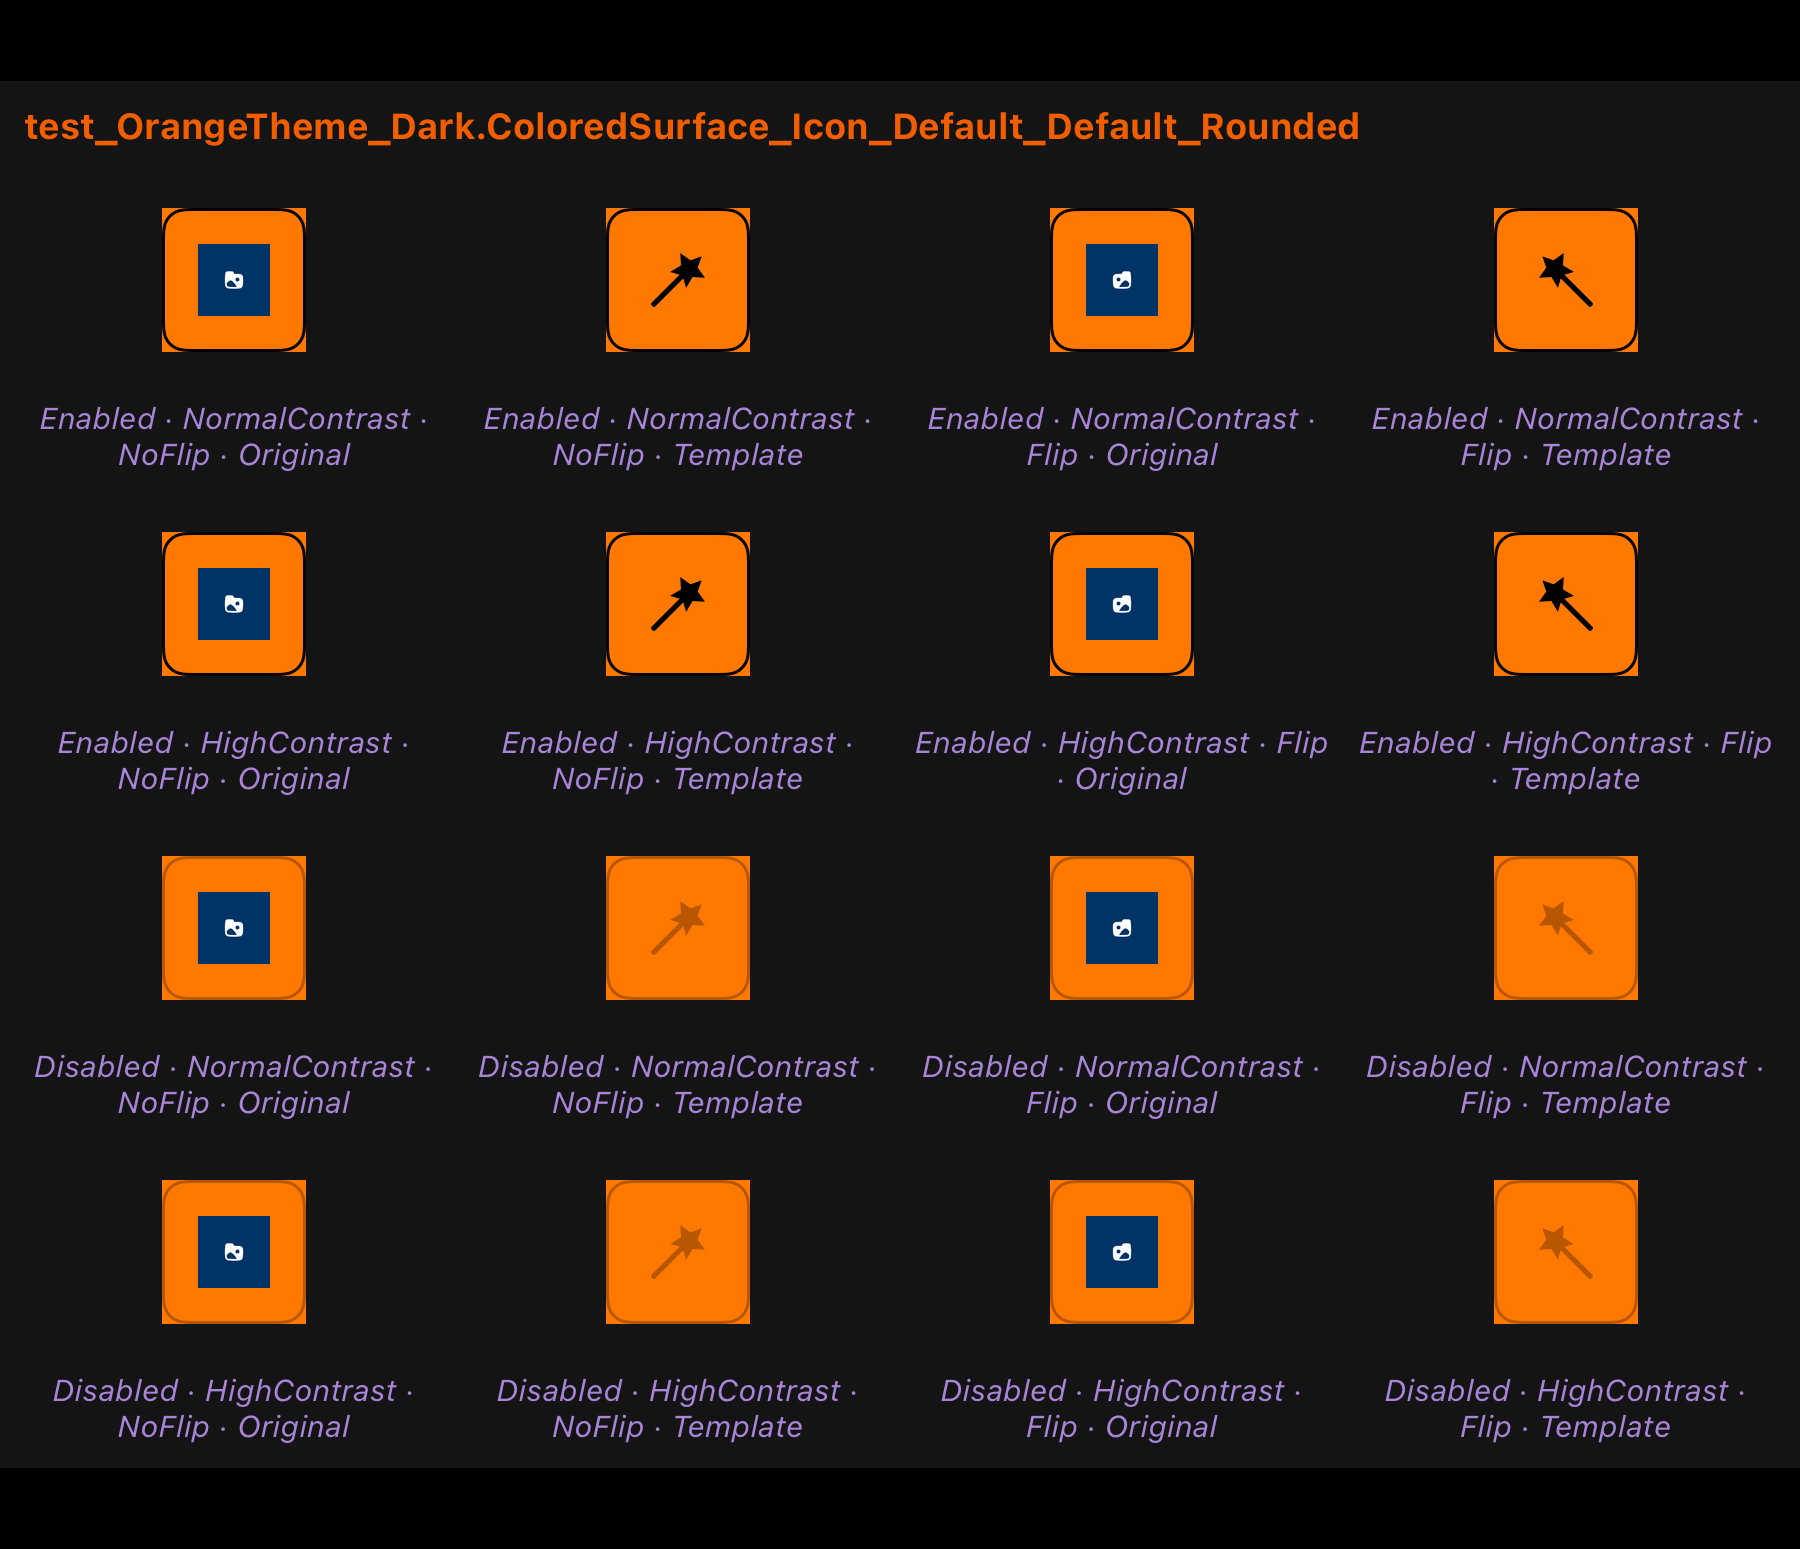 test_OrangeTheme_Dark.ColoredSurface_Icon_Default_Default_Rounded
Enabled · NormalContrast ·
NoFlip · Original
Enabled · NormalContrast ·
NoFlip · Template
Enabled · NormalContrast ·
Flip · Original
Enabled · NormalContrast ·
Flip · Template
Enabled · HighContrast ·
NoFlip · Original
Enabled · HighContrast ·
NoFlip · Template
Enabled · HighContrast · Flip
· Original
Enabled · HighContrast · Flip
· Template
Disabled · NormalContrast ·
NoFlip · Original
Disabled · NormalContrast ·
NoFlip · Template
Disabled · NormalContrast ·
Flip · Original
Disabled · NormalContrast ·
Flip · Template
Disabled · HighContrast ·
NoFlip · Original
Disabled · HighContrast ·
NoFlip · Template
Disabled · HighContrast ·
Flip · Original
Disabled · HighContrast ·
Flip · Template